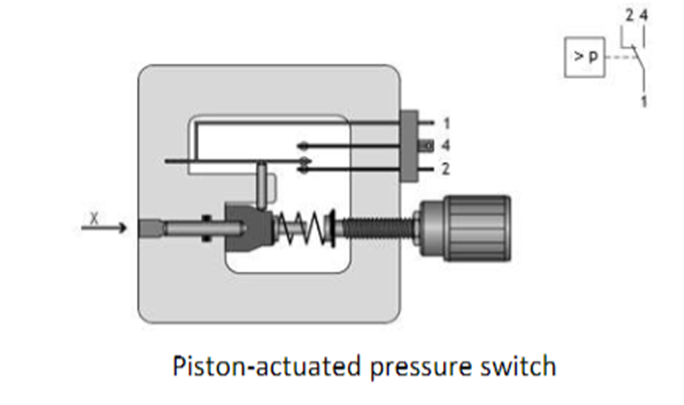 2 4
> p
1
1
4
2
X
Piston-actuated pressure switch